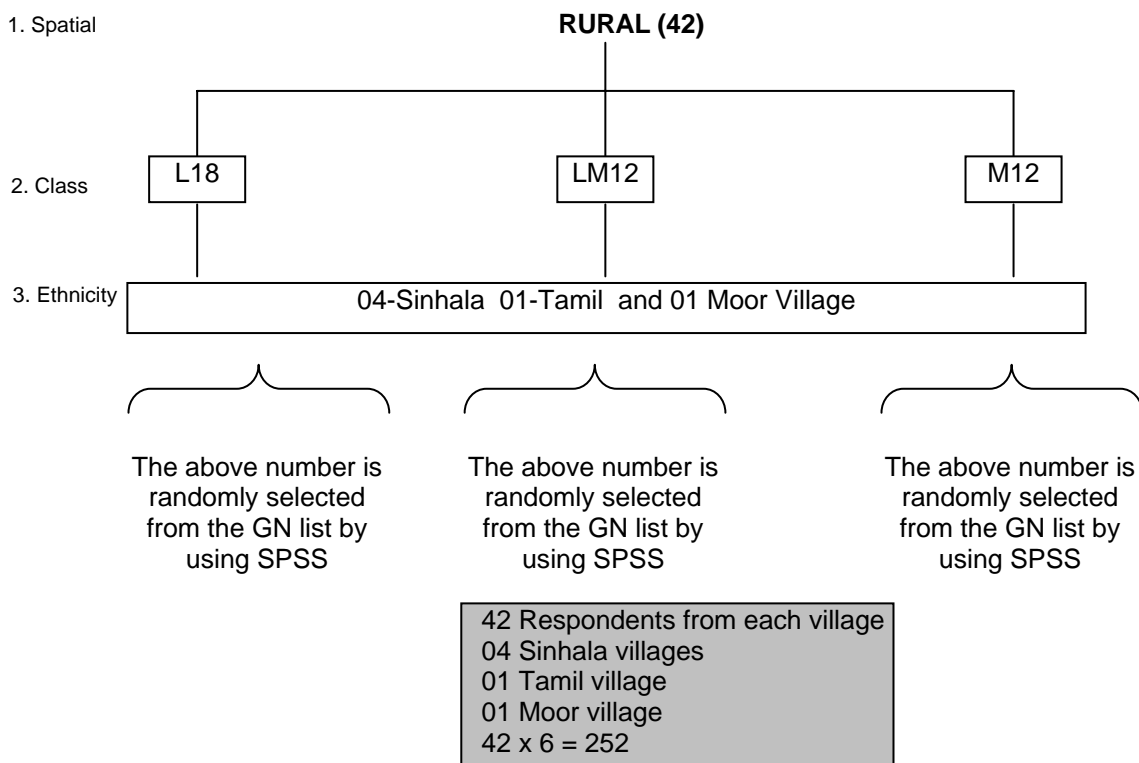 1. Spatial
RURAL (42)
2. Class
L18
LM12
M12
3. Ethnicity
04-Sinhala 01-Tamil and 01 Moor Village
The above number is
randomly selected
from the GN list by
using SPSS
The above number is
randomly selected
from the GN list by
using SPSS
The above number is
randomly selected
from the GN list by
using SPSS
42 Respondents from each village
04 Sinhala villages
01 Tamil village
01 Moor village
42 x 6 = 252